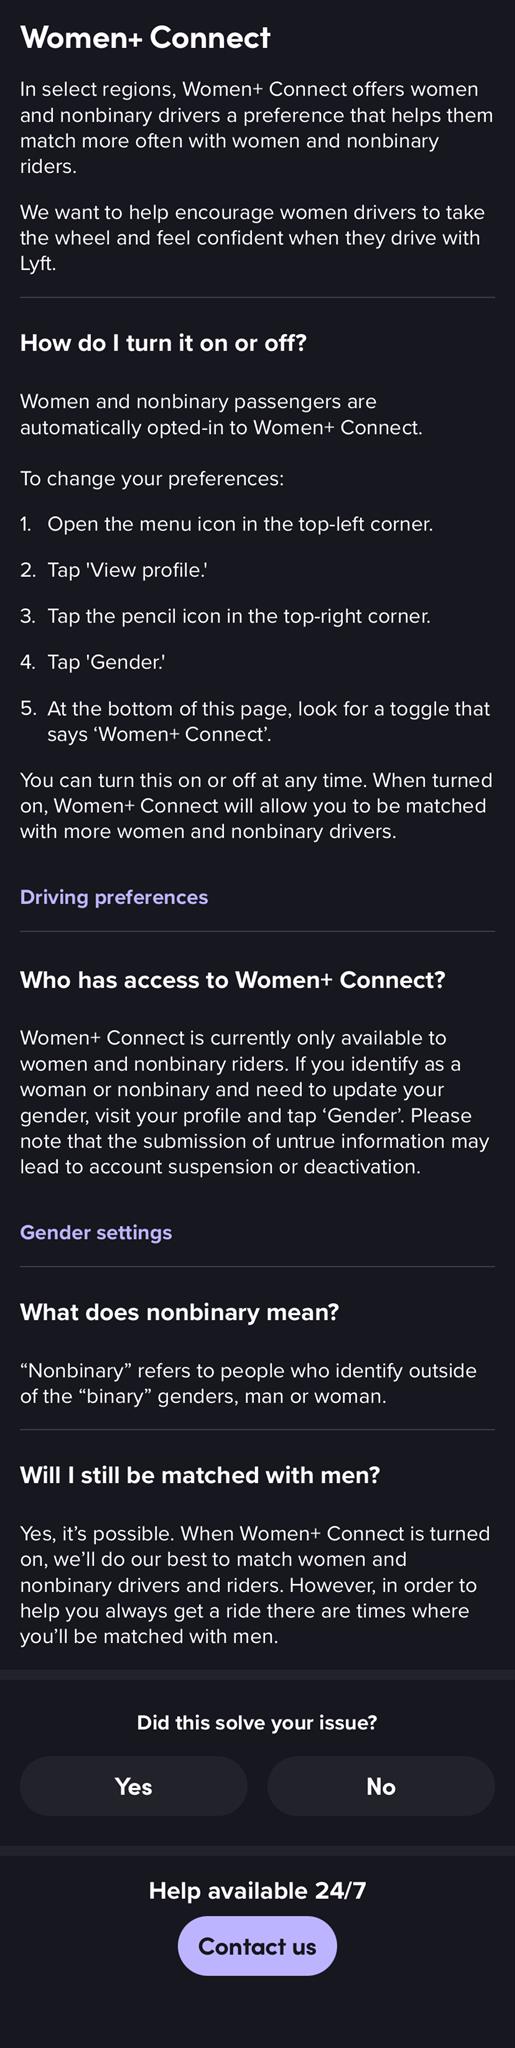 Women+ Connect
In select regions, Women+ Connect offers women
and nonbinary drivers a preference that helps them
match more often with women and nonbinary
riders.
We want to help encourage women drivers to take
the wheel and feel confident when they drive with
Lyft.
How do I turn it on or off?
Women and nonbinary passengers are
automatically opted-in to Women+ Connect.
To change your preferences:
1. Open the menu icon in the top-left corner.
2. Tap 'View profile.'
3. Tap the pencil icon in the top-right corner.
4. Tap 'Gender.'
5. At the bottom of this page, look for a toggle that
says ‘Women+ Connect’.
You can turn this on or off at any time. When turned
on, Women+ Connect will allow you to be matched
with more women and nonbinary drivers.
Driving preferences
Who has access to Women+ Connect?
Women+ Connect is currently only available to
women and nonbinary riders. If you identify as a
woman or nonbinary and need to update your
gender, visit your profile and tap ‘Gender’. Please
note that the submission of untrue information may
lead to account suspension or deactivation.
Gender settings
What does nonbinary mean?
“Nonbinary” refers to people who identify outside
of the “binary” genders, man or woman.
Will I still be matched with men?
Yes, it’s possible. When Women+ Connect is turned
on, we’ll do our best to match women and
nonbinary drivers and riders. However, in order to
help you always get a ride there are times where
you’ll be matched with men.
Did this solve your issue?
Yes No
Help available 24/7
Contact us